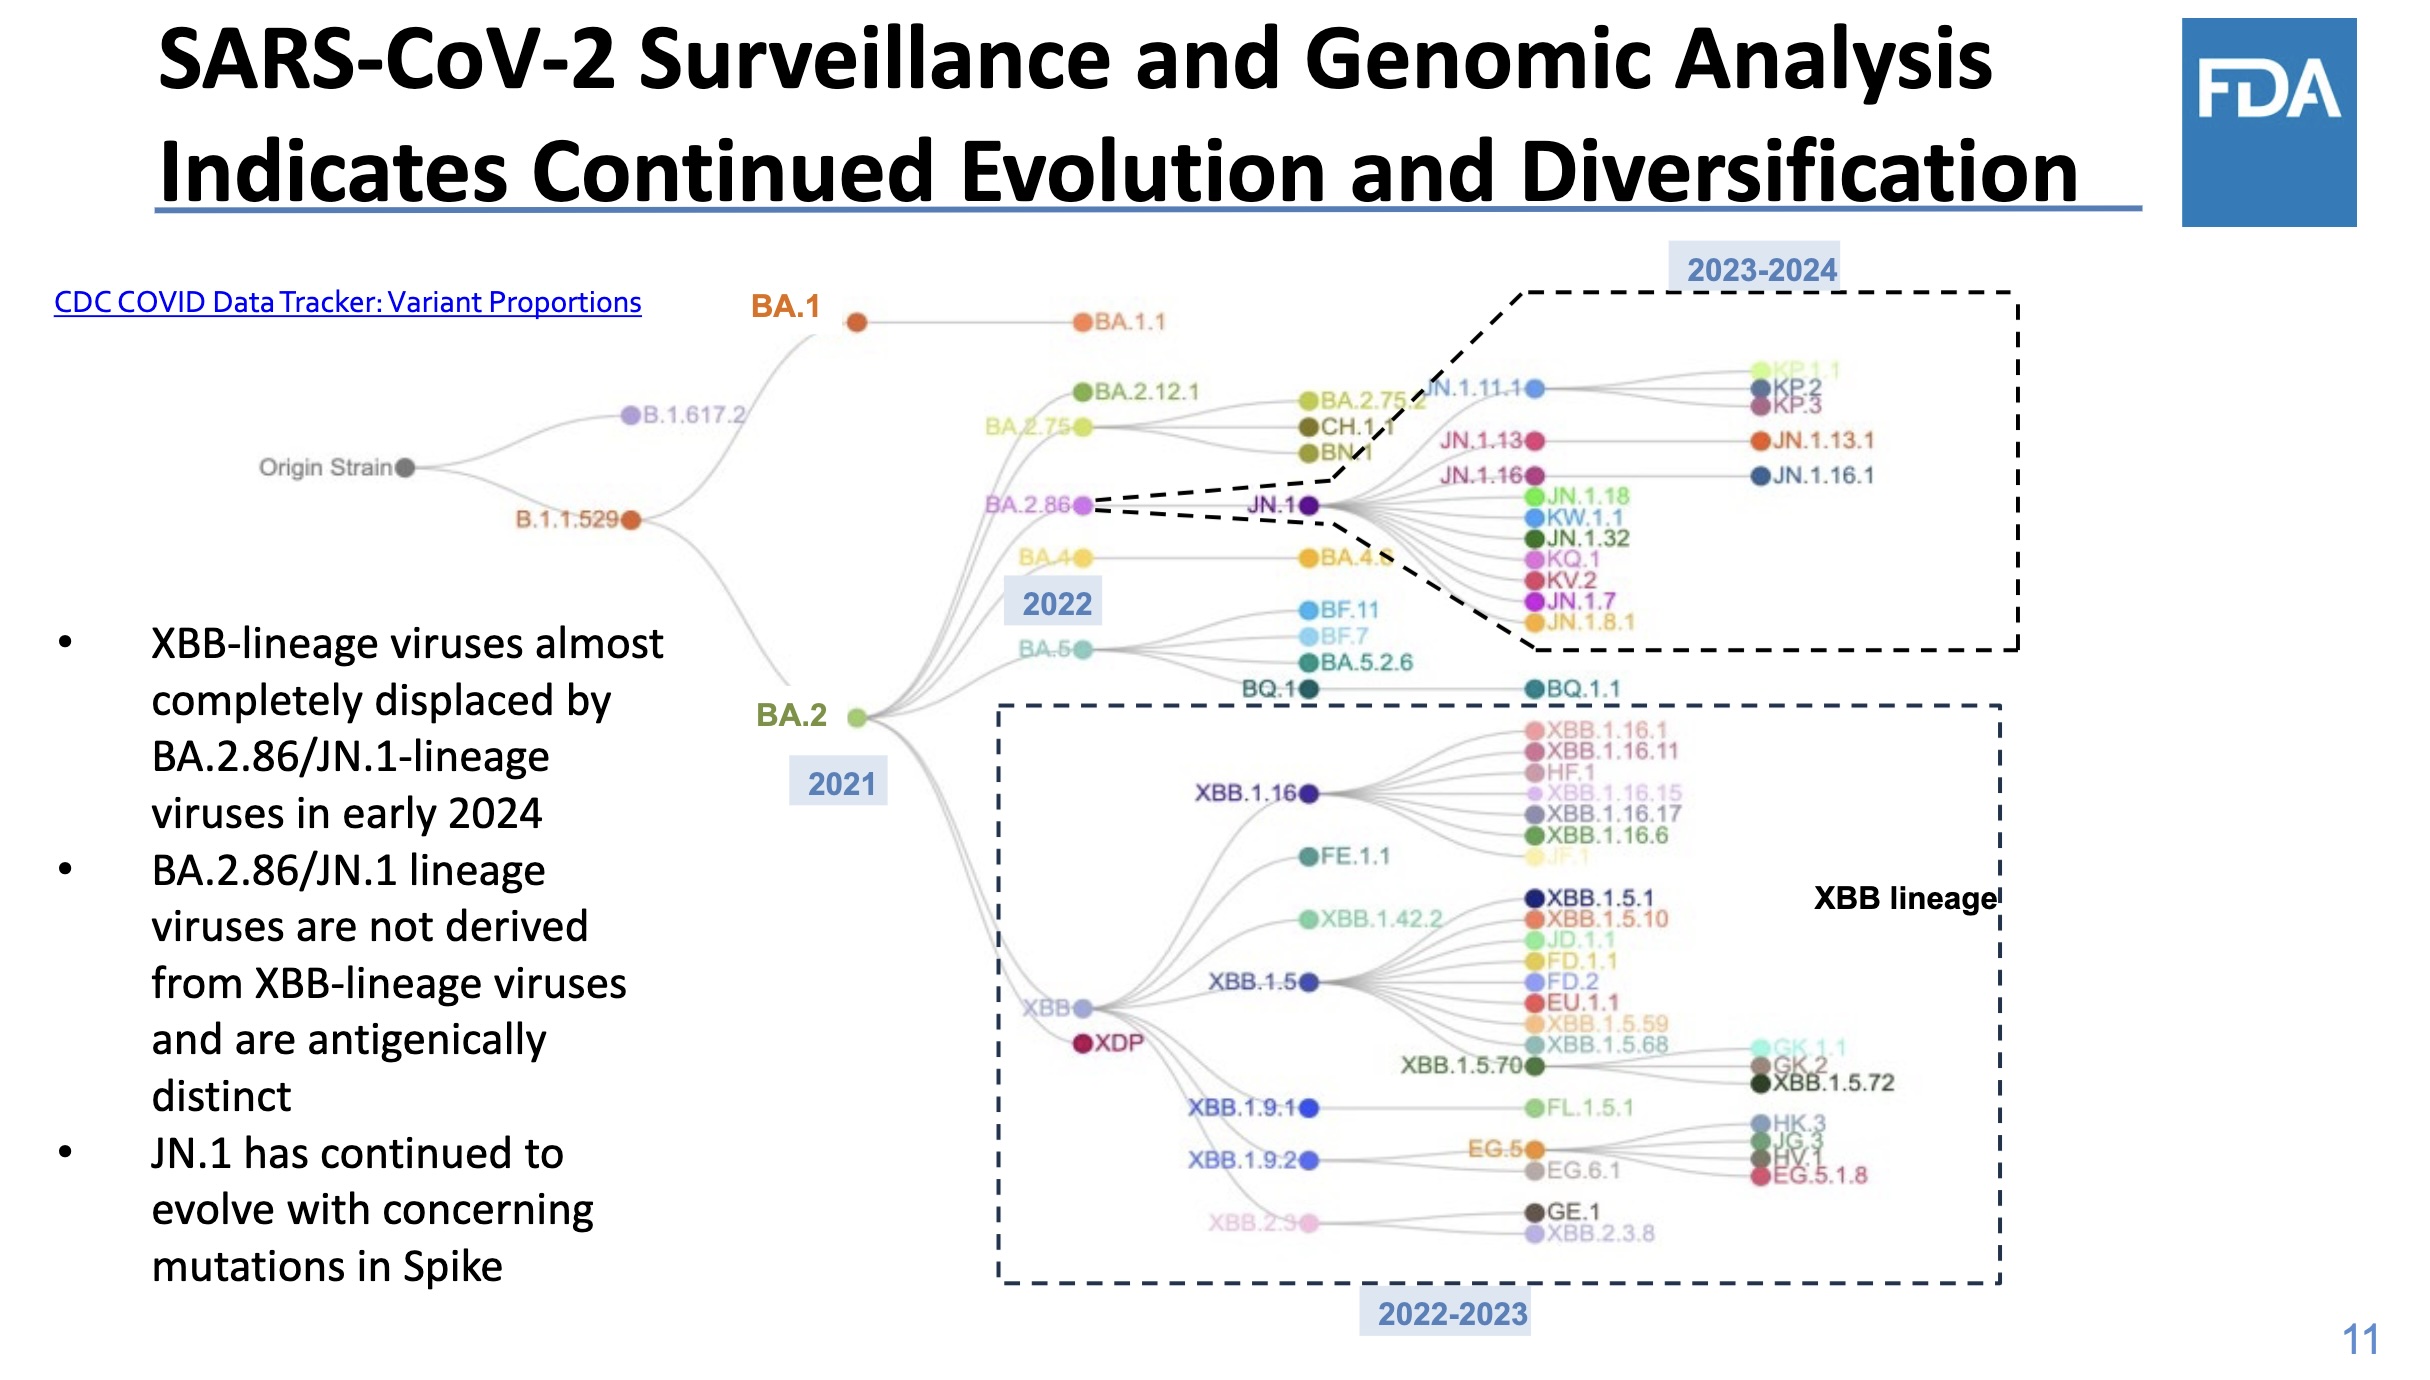 SARS-CoV-2 Surveillance and Genomic Analysis
Indicates Continued Evolution and Diversification
FDA
CDC COVID Data Tracker: Variant Proportions
2023-2024
BA.1
BA.1.1
B.1.617.2
Origin Strain
B.1.1.529
BA.2.12.1
BA.2.75
BA.2.75.2
CH.1.1
BN.1
BA.2.86
JN.1
JN.1.11.1
KP.1.1
KP.2
KP.3
JN.1.13
JN.1.13.1
JN.1.16
JN.1.16.1
JN.1.18
KW.1.1
JN.1.32
KQ.1
KV.2
JN.1.7
JN.1.8.1
BA.4
BA.4.6
2022
BA.5
BF.11
BF.7
BA.5.2.6
BQ.1
BQ.1.1
BA.2
2021
XBB.1.16
XBB.1.16.1
XBB.1.16.11
HF.1
XBB.1.16.15
XBB.1.16.17
XBB.1.16.6
JF.1
FE.1.1
XBB.1.42.2
XBB lineage
XBB.1.5
XBB.1.5.1
XBB.1.5.10
JD.1.1
FD.1.1
FD.2
EU.1.1
XBB.1.5.59
XBB.1.5.68
XBB.1.5.70
GK.1.1
GK.2
XBB.1.5.72
XBB
XDP
XBB.1.9.1
FL.1.5.1
XBB.1.9.2
EG.5
EG.6.1
HK.3
JG.3
HV.1
EG.5.1.8
XBB.2.3
GE.1
XBB.2.3.8
2022-2023
• XBB-lineage viruses almost
completely displaced by
BA.2.86/JN.1-lineage
viruses in early 2024
• BA.2.86/JN.1 lineage
viruses are not derived
from XBB-lineage viruses
and are antigenically
distinct
• JN.1 has continued to
evolve with concerning
mutations in Spike
11